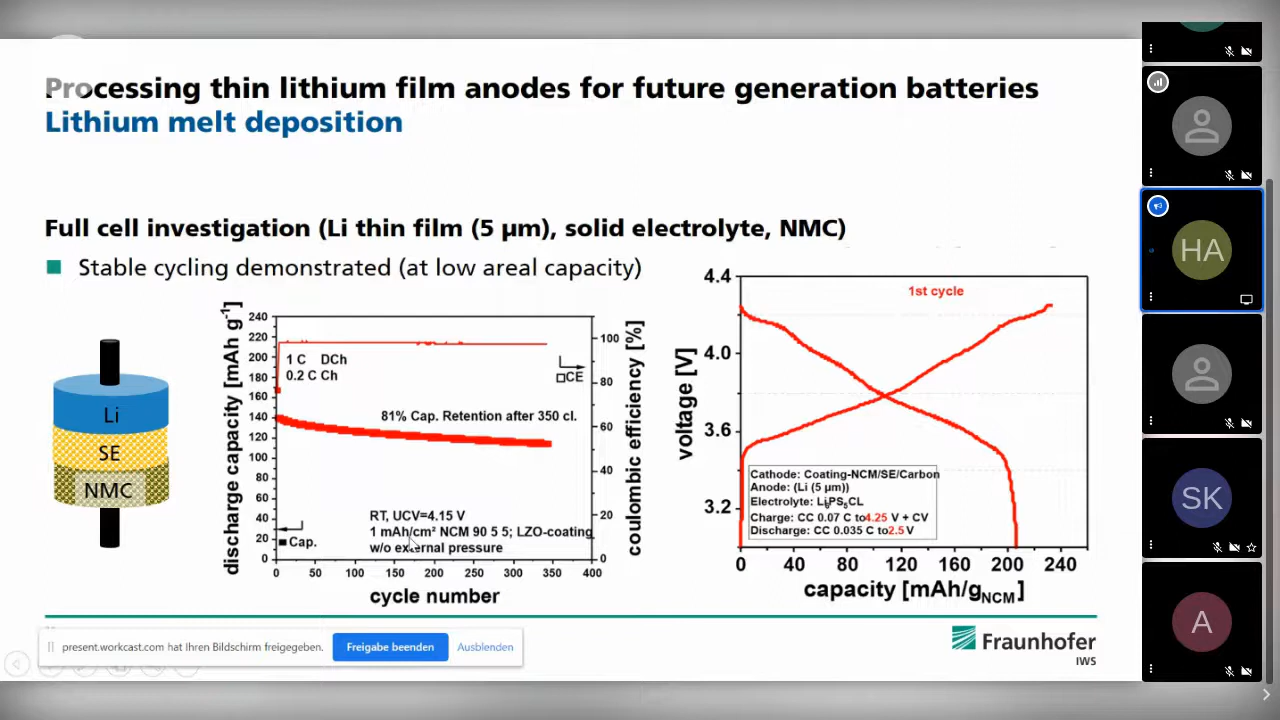 Processing thin lithium film anodes for future generation batteries
Lithium melt deposition
Full cell investigation (Li thin film (5 µm), solid electrolyte, NMC)
Stable cycling demonstrated (at low areal capacity)
Li
SE
NMC
discharge capacity [mAh g⁻¹]
240
220
200
180
160
140
120
100
80
60
40
20
0
1 C DCh
0.2 C Ch
CE
81% Cap. Retention after 350 cl.
RT, UCV=4.15 V
1 mAh/cm² NCM 90 5 5; LZO-coating
w/o external pressure
Cap.
0 50 100 150 200 250 300 350 400
cycle number
100
80
60
40
20
0
coulombic efficiency [%]
voltage [V]
4.4
4.0
3.6
3.2
1st cycle
Cathode: Coating-NCM/SE/Carbon
Anode: (Li (5 µm))
Electrolyte: Li₆PS₅CL
Charge: CC 0.07 C to 4.25 V + CV
Discharge: CC 0.035 C to 2.5 V
0 40 80 120 160 200 240
capacity [mAh/gNCM]
present.workcast.com hat Ihren Bildschirm freigegeben.
Freigabe beenden
Ausblenden
Fraunhofer
IWS
HA
SK
A